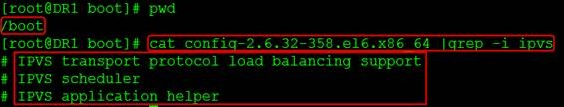 [root@DR1 boot]# pwd
/boot
[root@DR1 boot]# cat config-2.6.32-358.el6.x86_64 |grep -i ipvs
# IPVS transport protocol load balancing support
# IPVS scheduler
# IPVS application helper